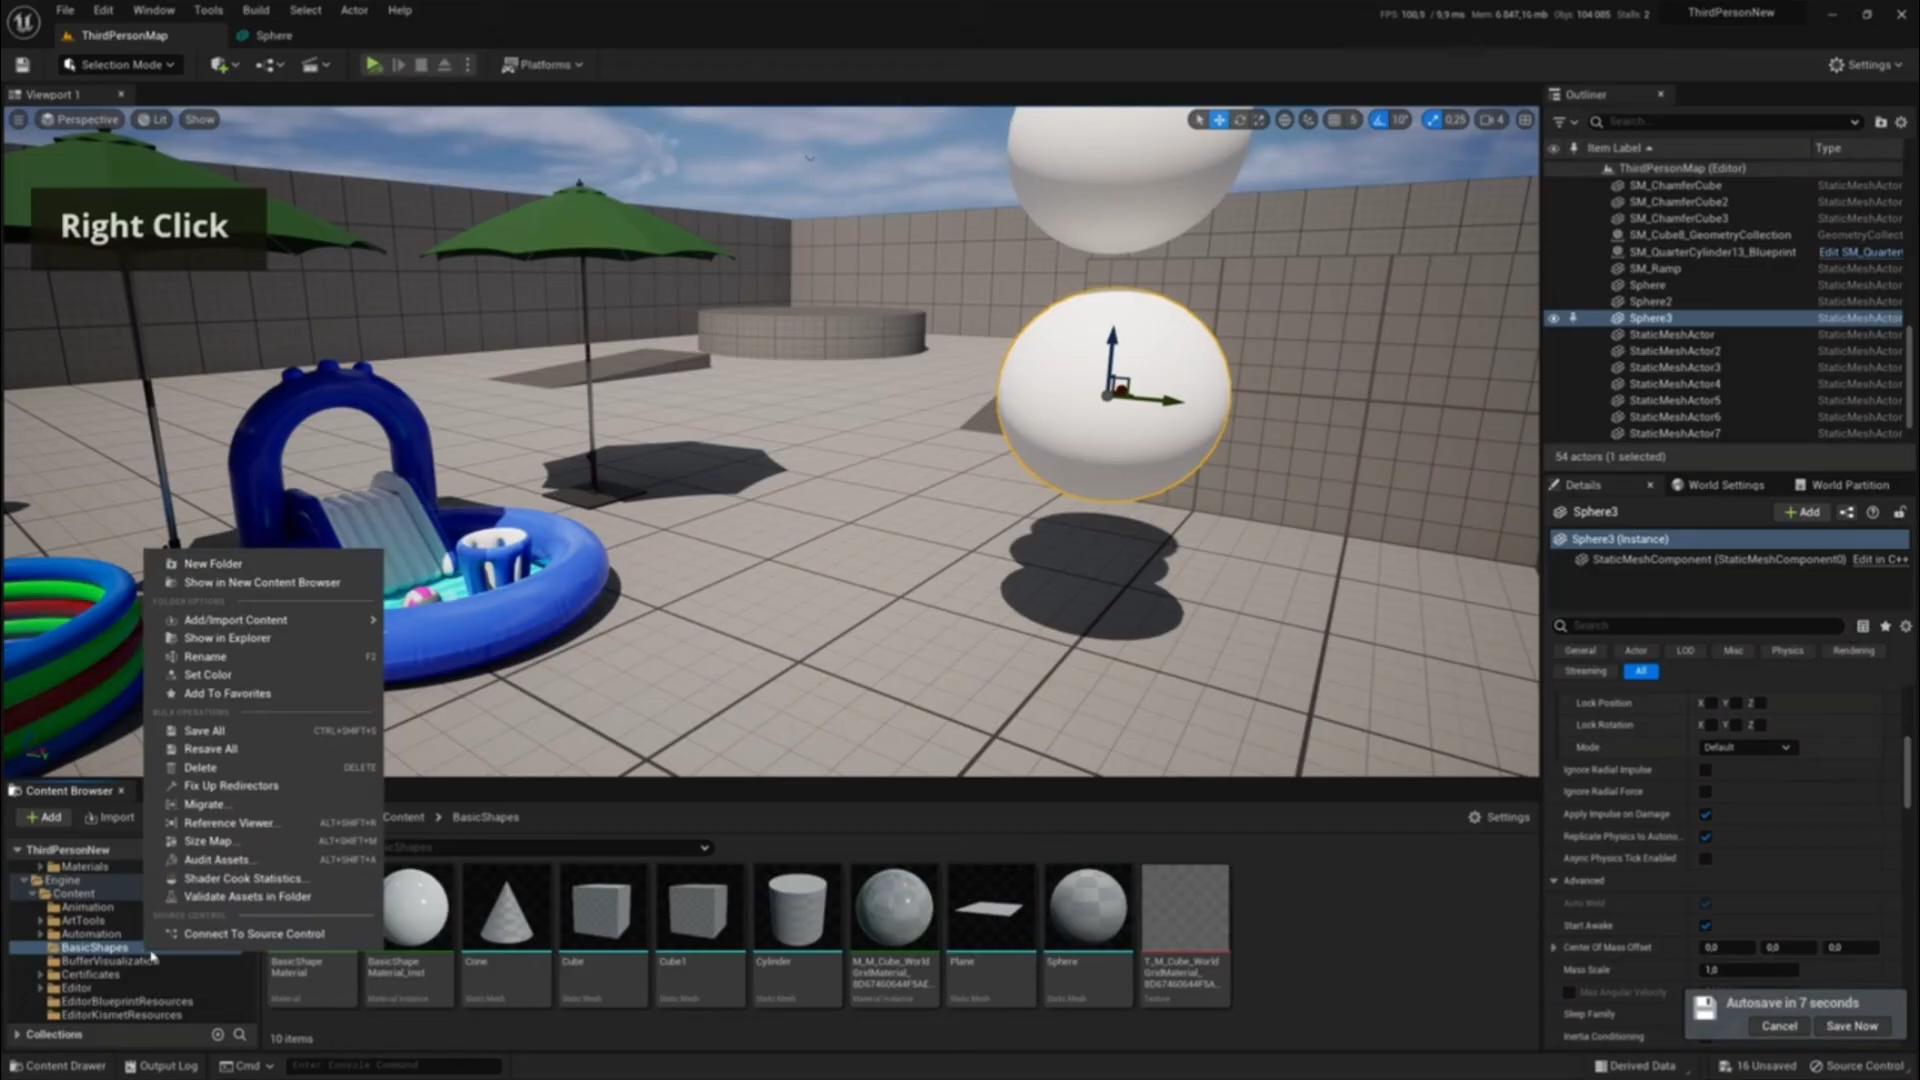 File Edit Window Tools Build Select Actor Help
FPS: 100,9 / 9,9 ms Mem: 6 847,16 mb Obj: 104 085 Stalls: 2
ThirdPersonNew
ThirdPersonMap
Sphere
Selection Mode
Platforms
Settings
Viewport 1
Perspective
Lit
Show
5
10°
0,25
4
Right Click
Outliner
Search...
Item Label
Type
ThirdPersonMap (Editor)
SM_ChamferCube StaticMeshActor
SM_ChamferCube2 StaticMeshActor
SM_ChamferCube3 StaticMeshActor
SM_Cube8_GeometryCollection GeometryCollect
SM_QuarterCylinder13_Blueprint Edit SM_Quarter
SM_Ramp StaticMeshActor
Sphere StaticMeshActor
Sphere2 StaticMeshActor
Sphere3 StaticMeshActor
StaticMeshActor StaticMeshActor
StaticMeshActor2 StaticMeshActor
StaticMeshActor3 StaticMeshActor
StaticMeshActor4 StaticMeshActor
StaticMeshActor5 StaticMeshActor
StaticMeshActor6 StaticMeshActor
StaticMeshActor7 StaticMeshActor
54 actors (1 selected)
Details
World Settings
World Partition
Sphere3
Add
Sphere3 (Instance)
StaticMeshComponent (StaticMeshComponent0) Edit in C++
Search
General Actor LOD Misc Physics Rendering
Streaming All
Lock Position X Y Z
Lock Rotation X Y Z
Mode Default
Ignore Radial Impulse
Ignore Radial Force
Apply Impulse on Damage
Replicate Physics to Autono...
Async Physics Tick Enabled
Advanced
Auto Weld
Start Awake
Center Of Mass Offset 0,0 0,0 0,0
Mass Scale 1,0
Max Angular Velocity
Sleep Family
Inertia Conditioning
Autosave in 7 seconds
Cancel
Save Now
New Folder
Show in New Content Browser
FOLDER OPTIONS
Add/Import Content
Show in Explorer
Rename F2
Set Color
Add To Favorites
BULK OPERATIONS
Save All CTRL+SHIFT+S
Resave All
Delete DELETE
Fix Up Redirectors
Migrate...
Reference Viewer... ALT+SHIFT+R
Size Map... ALT+SHIFT+M
Audit Assets... ALT+SHIFT+A
Shader Cook Statistics...
Validate Assets in Folder
SOURCE CONTROL
Connect To Source Control
Content Browser
Add
Import
Content > BasicShapes
Settings
ThirdPersonNew
Materials
Engine
Content
Animation
ArtTools
Automation
BasicShapes
BufferVisualization
Certificates
Editor
EditorBlueprintResources
EditorKismetResources
Collections
BasicShape Material
Material
BasicShape Material_Inst
Material Instance
Cone
Static Mesh
Cube
Static Mesh
Cube1
Static Mesh
Cylinder
Static Mesh
M_M_Cube_World GridMaterial_ 8D67460644F5AE...
Material Instance
Plane
Static Mesh
Sphere
Static Mesh
T_M_Cube_World GridMaterial_ 8D67460644F5A...
Texture
10 items
Content Drawer
Output Log
Cmd
Enter Console Command
Derived Data
16 Unsaved
Source Control